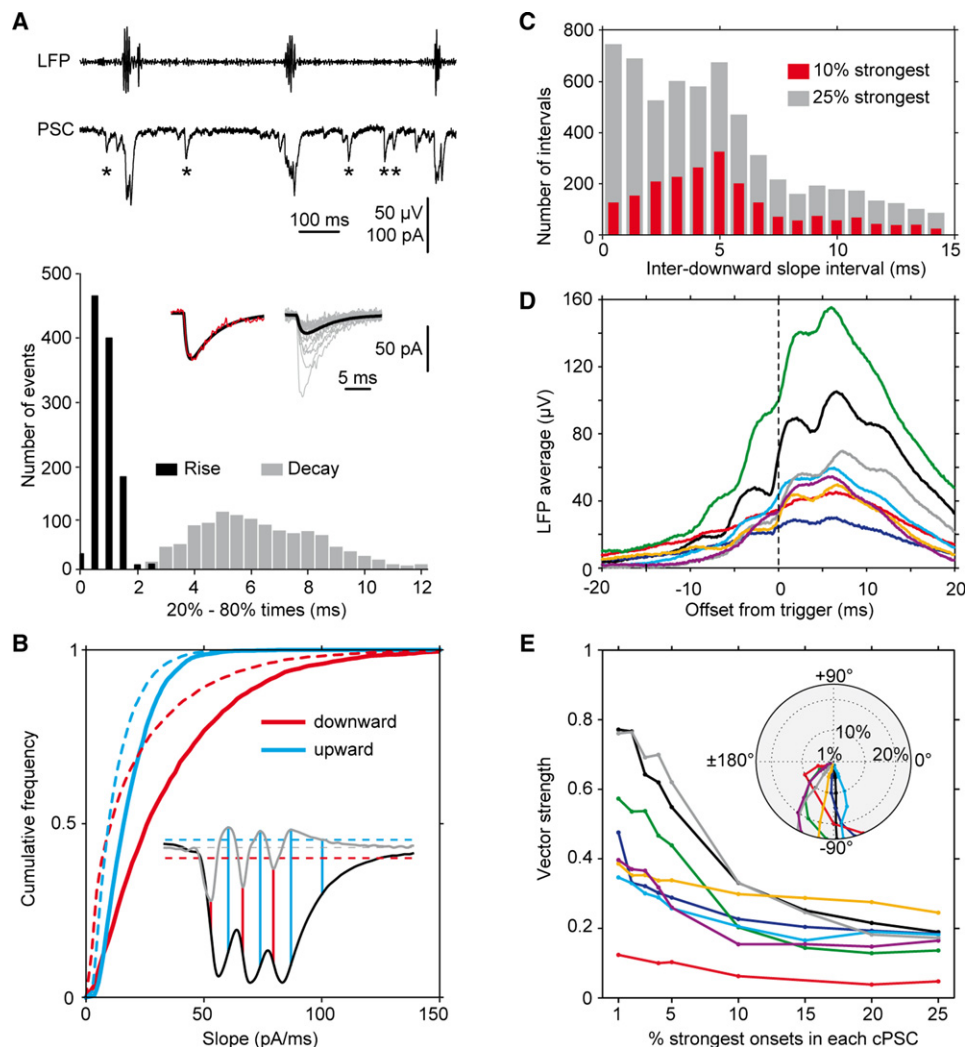 A
LFP
PSC
* * * * *
100 ms
50 µV
100 pA
500
400
300
200
100
0
Number of events
50 pA
5 ms
Rise
Decay
0 2 4 6 8 10 12
20% - 80% times (ms)
B
1
0.5
0
Cumulative frequency
downward
upward
0 50 100 150
Slope (pA/ms)
C
800
600
400
200
0
Number of intervals
10% strongest
25% strongest
0 5 10 15
Inter-downward slope interval (ms)
D
160
120
80
40
0
LFP average (µV)
-20 -10 0 10 20
Offset from trigger (ms)
E
1
0.8
0.6
0.4
0.2
0
Vector strength
+90°
±180°
10%
1% 20% 0°
-90°
1 5 10 15 20 25
% strongest onsets in each cPSC